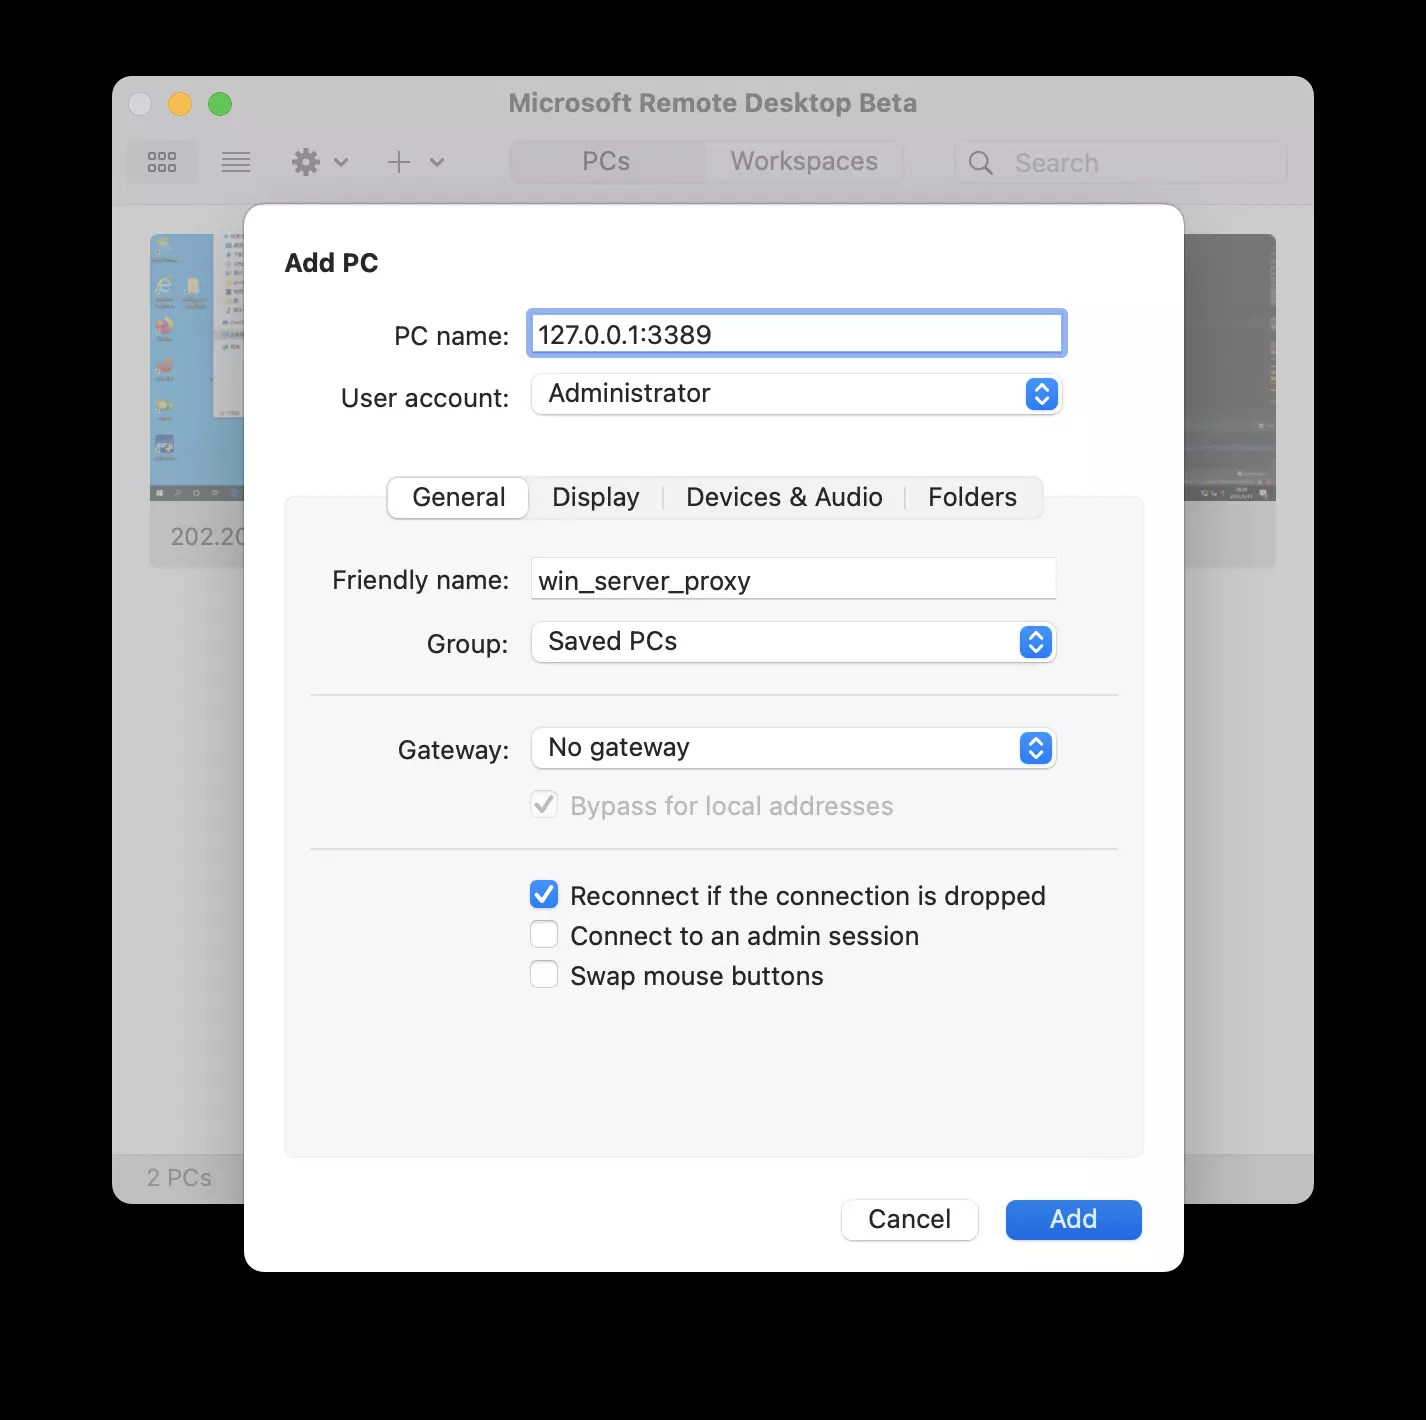 Microsoft Remote Desktop Beta
PCs
Workspaces
Search
Add PC
PC name: 127.0.0.1:3389
User account: Administrator
General
Display
Devices & Audio
Folders
202.20
Friendly name: win_server_proxy
Group: Saved PCs
Gateway: No gateway
Bypass for local addresses
Reconnect if the connection is dropped
Connect to an admin session
Swap mouse buttons
2 PCs
Cancel
Add